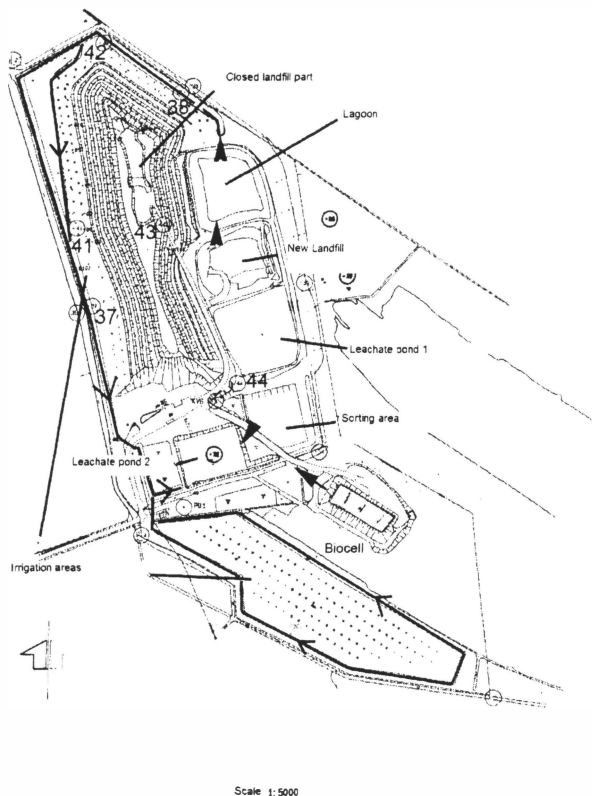 42
Closed landfill part
38
Lagoon
41
43
New Landfill
37
Leachate pond 1
44
Sorting area
Leachate pond 2
Biocell
Irrigation areas
Scale 1:5000